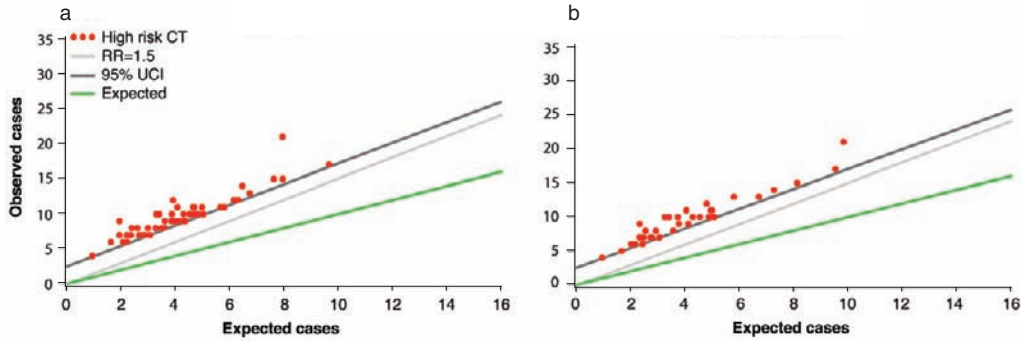 a
35
30
25
20
15
10
5
0
High risk CT
RR=1.5
95% UCI
Expected
Observed cases
0 2 4 6 8 10 12 14 16
Expected cases
b
35
30
25
20
15
10
5
0
0 2 4 6 8 10 12 14 16
Expected cases